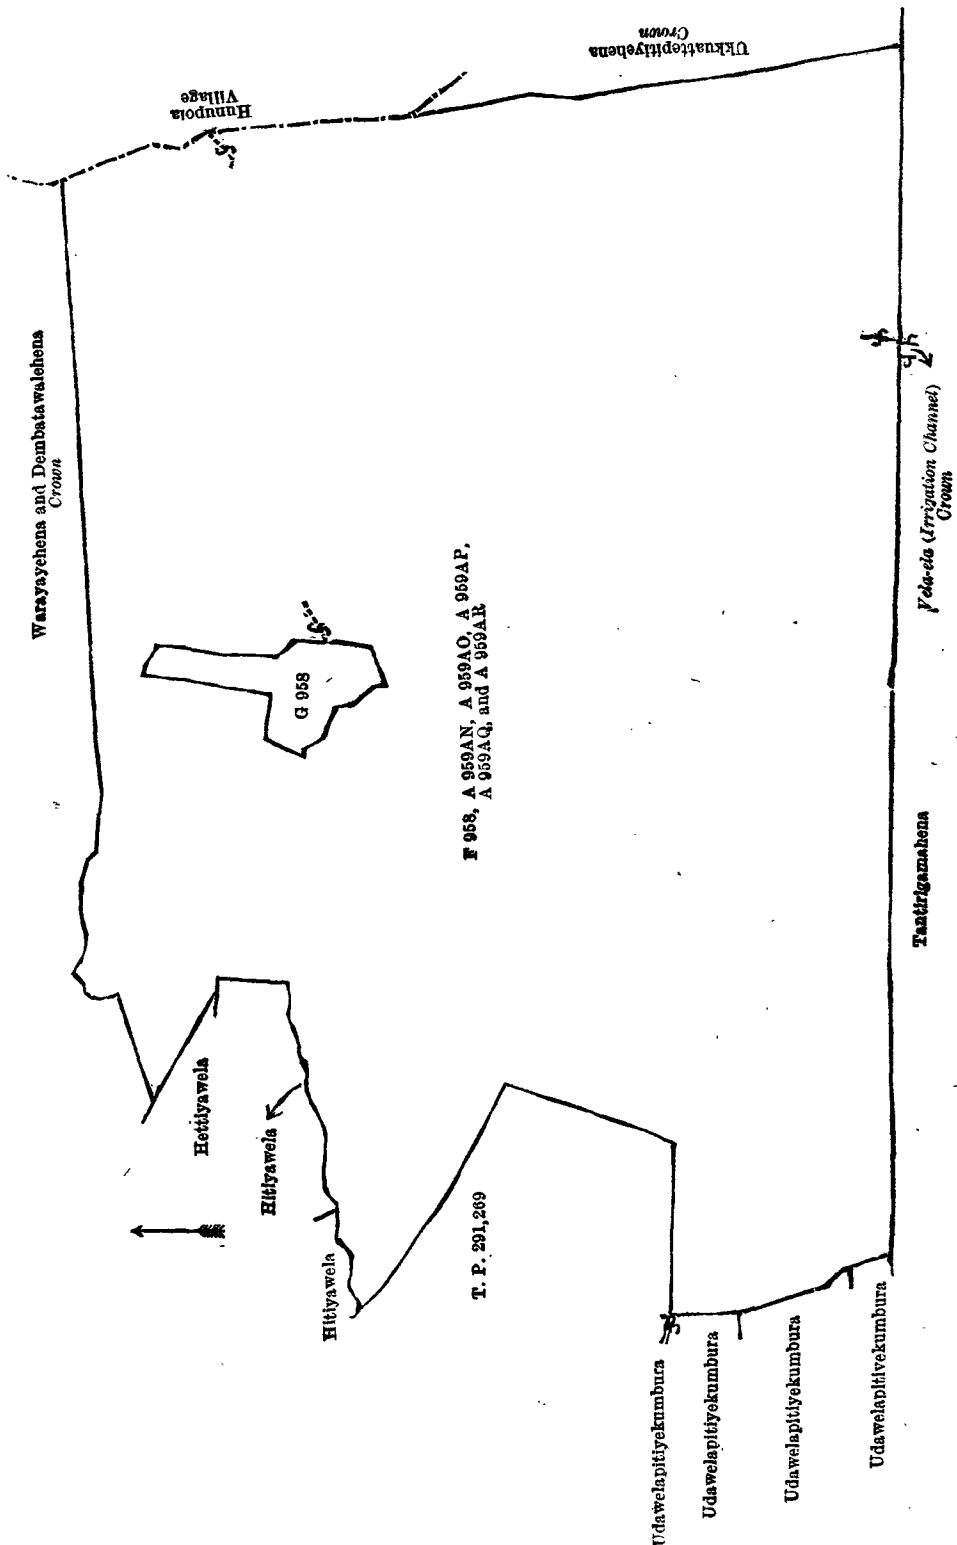 Hunupola
Village
Ukkuattepitiyehena
Crown
Warayayehena and Dembatawalehena
Crown
G 958
F 958, A 959AN, A 959AO, A 959AP,
A 959AQ, and A 959AR
Vela-ela (Irrigation Channel)
Crown
Tantirigamahena
Hettiyawela
Hitiyawela
Hitiyawela
T. P. 291,269
Udawelapitiyekumbura
Udawelapitiyekumbura
Udawelapitiyekumbura
Udawelapitiyekumbura